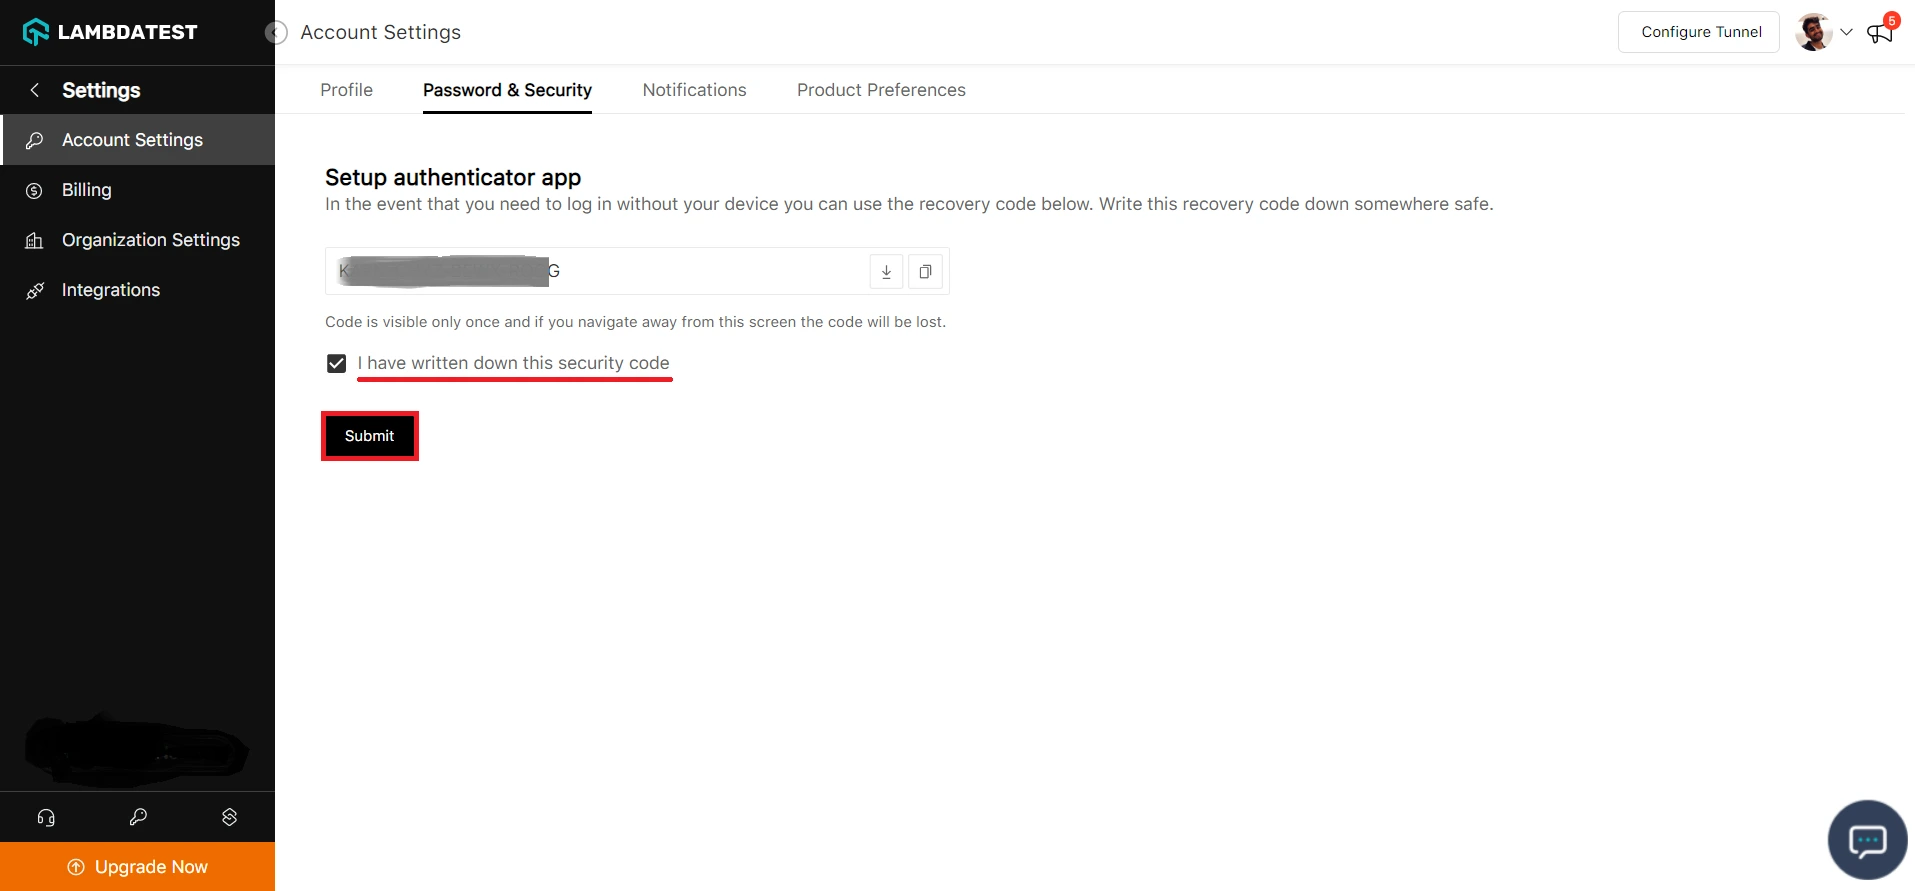 LAMBDATEST
Account Settings
Configure Tunnel
5
Settings
Profile
Password & Security
Notifications
Product Preferences
Account Settings
Billing
Organization Settings
Integrations
Setup authenticator app
In the event that you need to log in without your device you can use the recovery code below. Write this recovery code down somewhere safe.
K
G
Code is visible only once and if you navigate away from this screen the code will be lost.
I have written down this security code
Submit
Upgrade Now